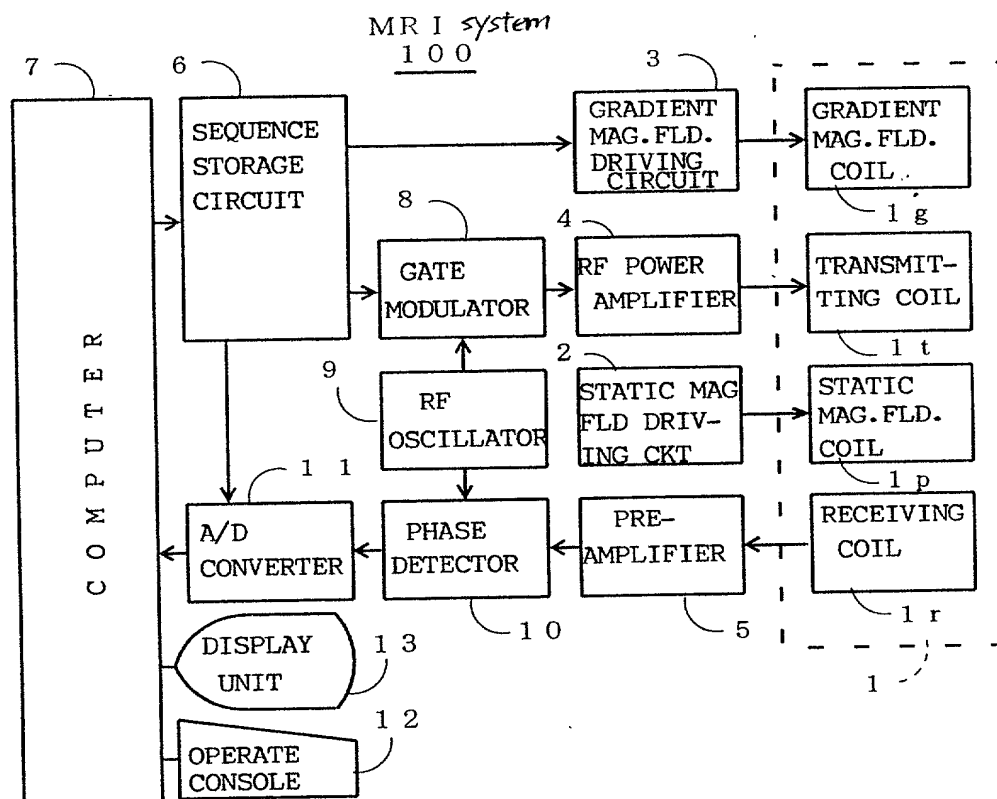 MRI system
100
7
6
3
SEQUENCE
STORAGE
CIRCUIT
GRADIENT
MAG.FLD.
DRIVING
CIRCUIT
GRADIENT
MAG.FLD.
COIL
1g
8
4
GATE
MODULATOR
RF POWER
AMPLIFIER
TRANSMIT-
TING COIL
1t
COMPUTER
9
2
RF
OSCILLATOR
STATIC MAG
FLD DRIV-
ING CKT
STATIC
MAG.FLD.
COIL
1p
11
A/D
CONVERTER
PHASE
DETECTOR
PRE-
AMPLIFIER
RECEIVING
COIL
10
5
1r
1
DISPLAY
UNIT
13
12
OPERATE
CONSOLE